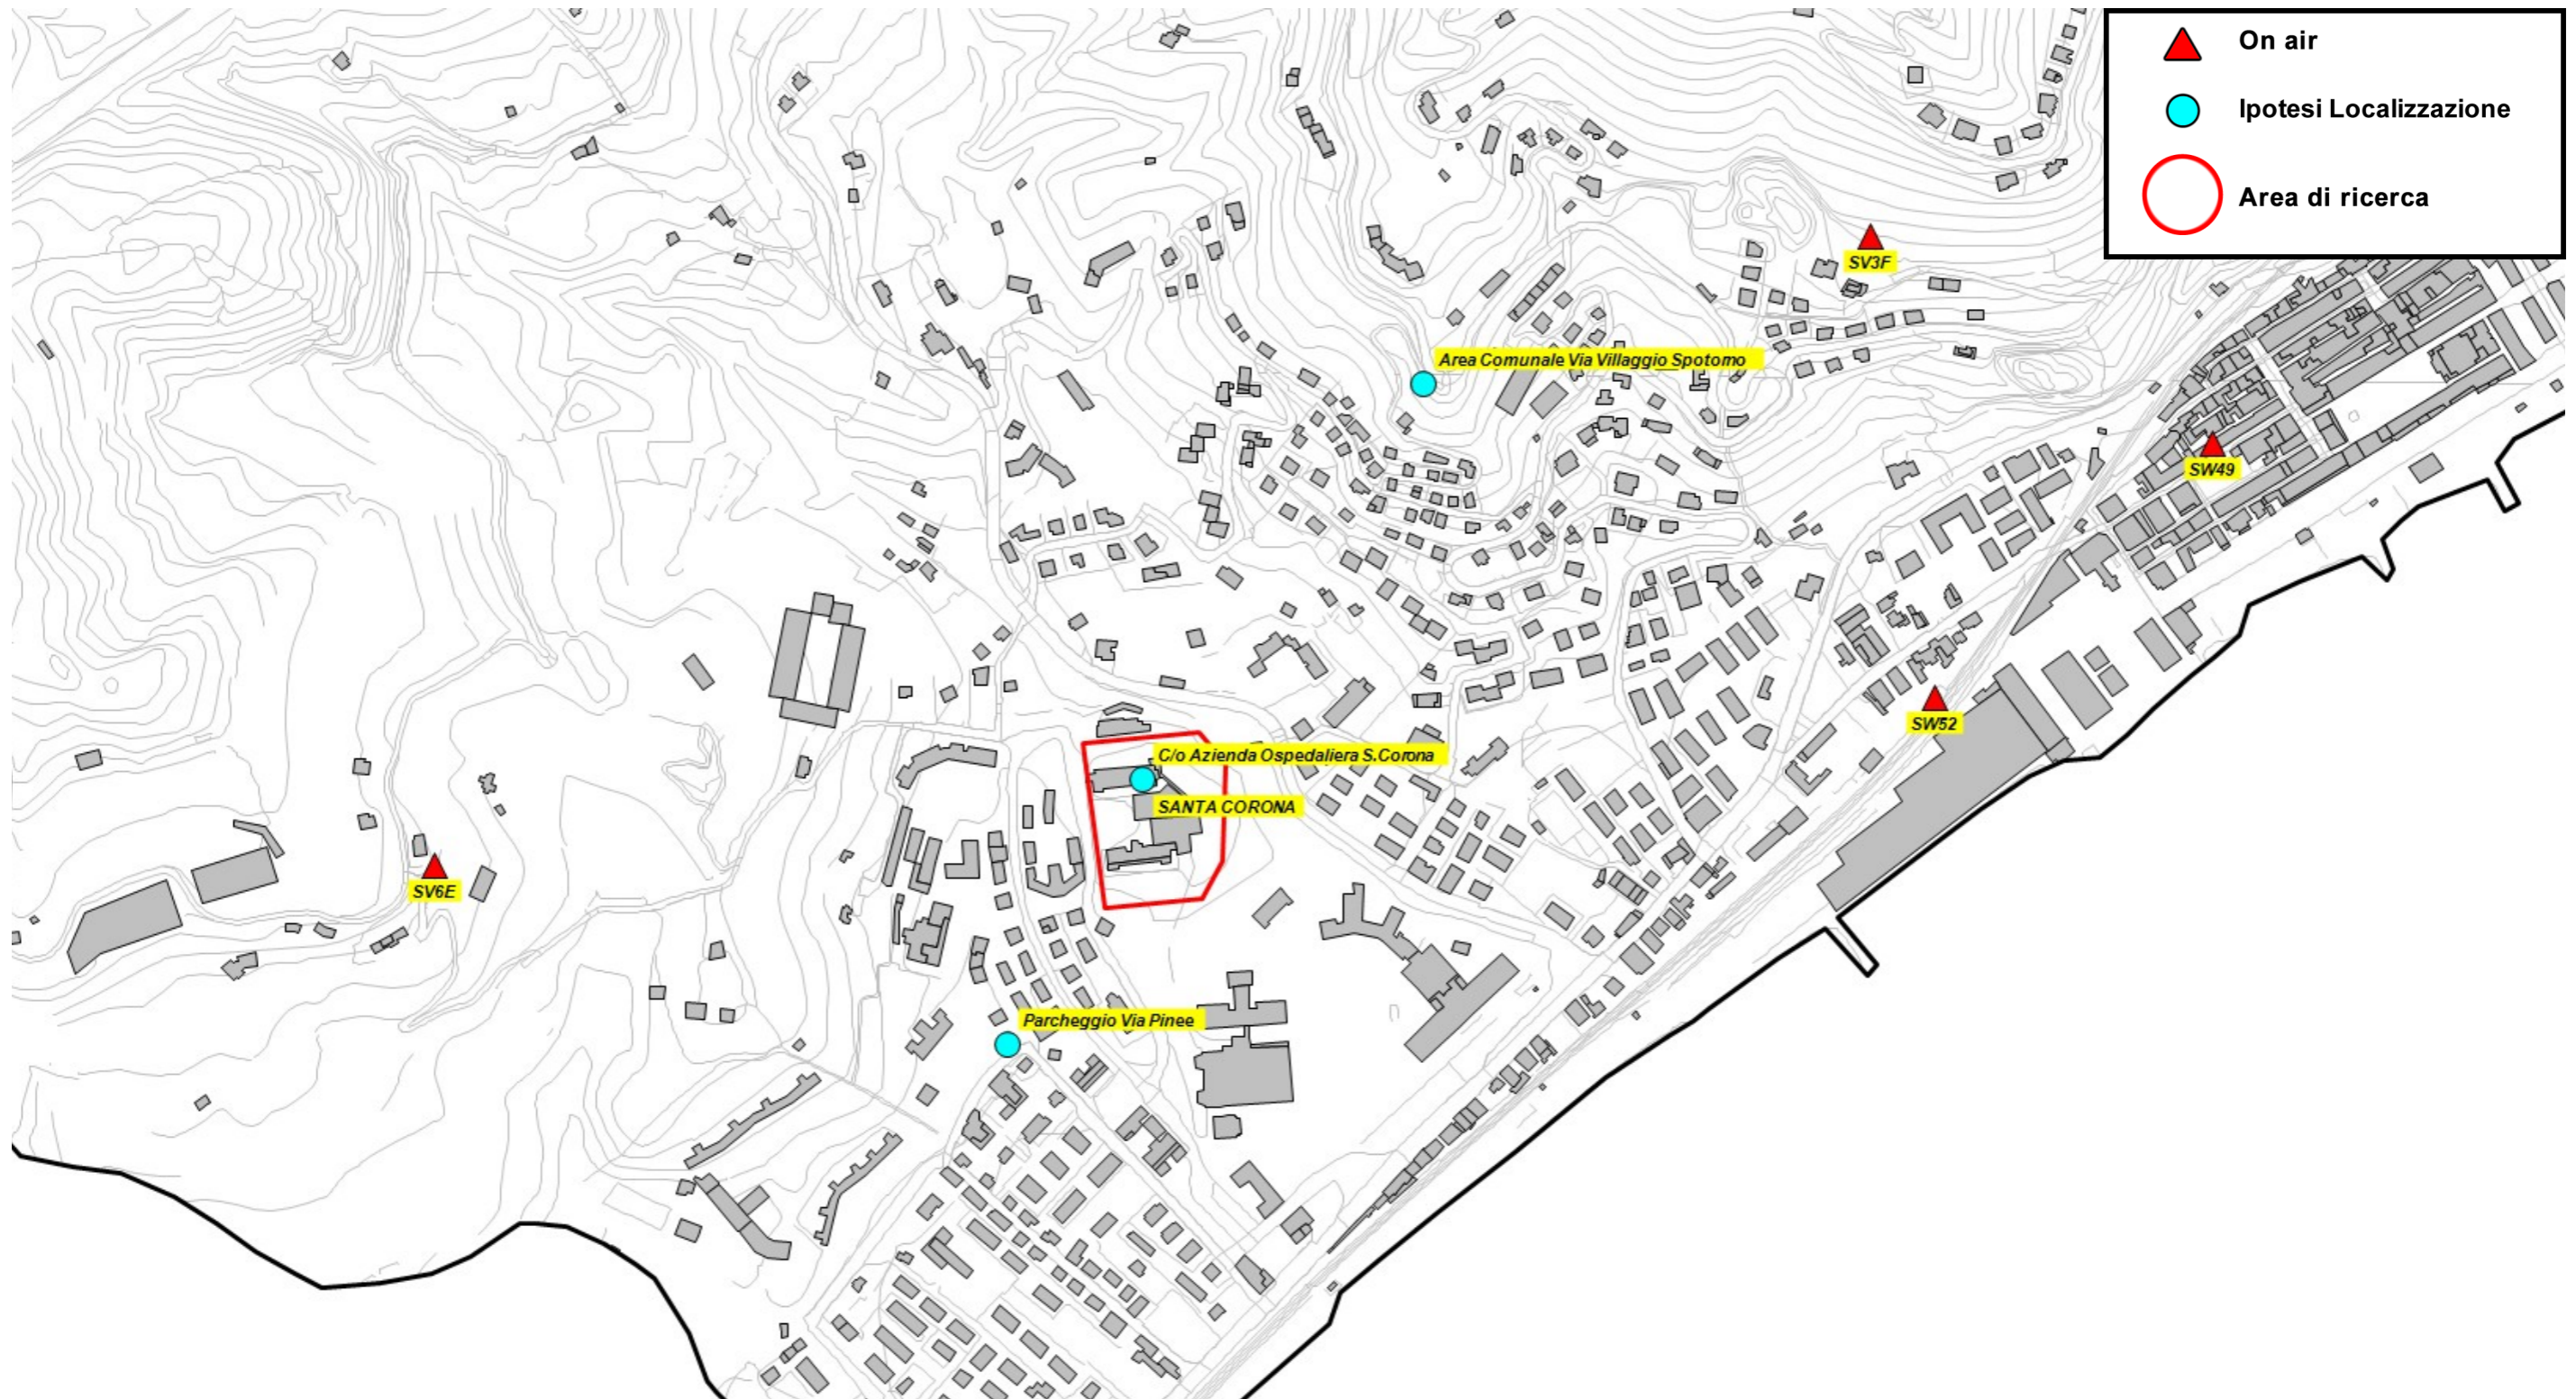 On air
Ipotesi Localizzazione
Area di ricerca
SV3F
Area Comunale Via Villaggio Spotorno
SW49
SW52
C/o Azienda Ospedaliera S.Corona
SANTA CORONA
SV6E
Parcheggio Via Pinee